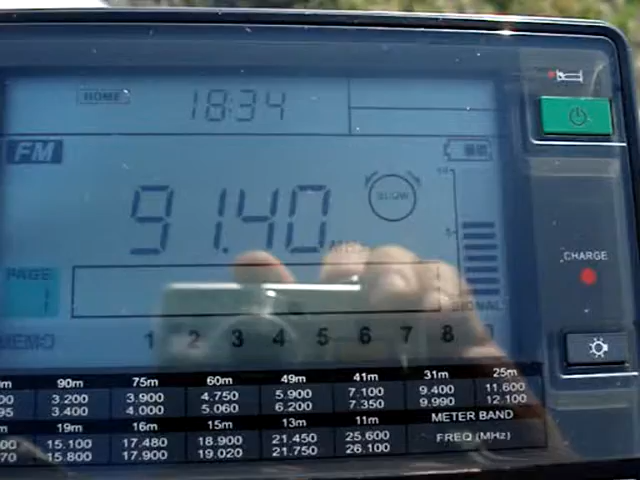 HOME 18:34
FM
91.40 MHz SLOW
CHARGE
PAGE 1
SIGNAL
MEMO 1 2 3 4 5 6 7 8
90m 75m 60m 49m 41m 31m 25m
3.200 3.900 4.750 5.900 7.100 9.400 11.600
3.400 4.000 5.060 6.200 7.350 9.990 12.100
19m 16m 15m 13m 11m METER BAND
15.100 17.480 18.900 21.450 25.600 FREQ (MHz)
15.800 17.900 19.020 21.750 26.100